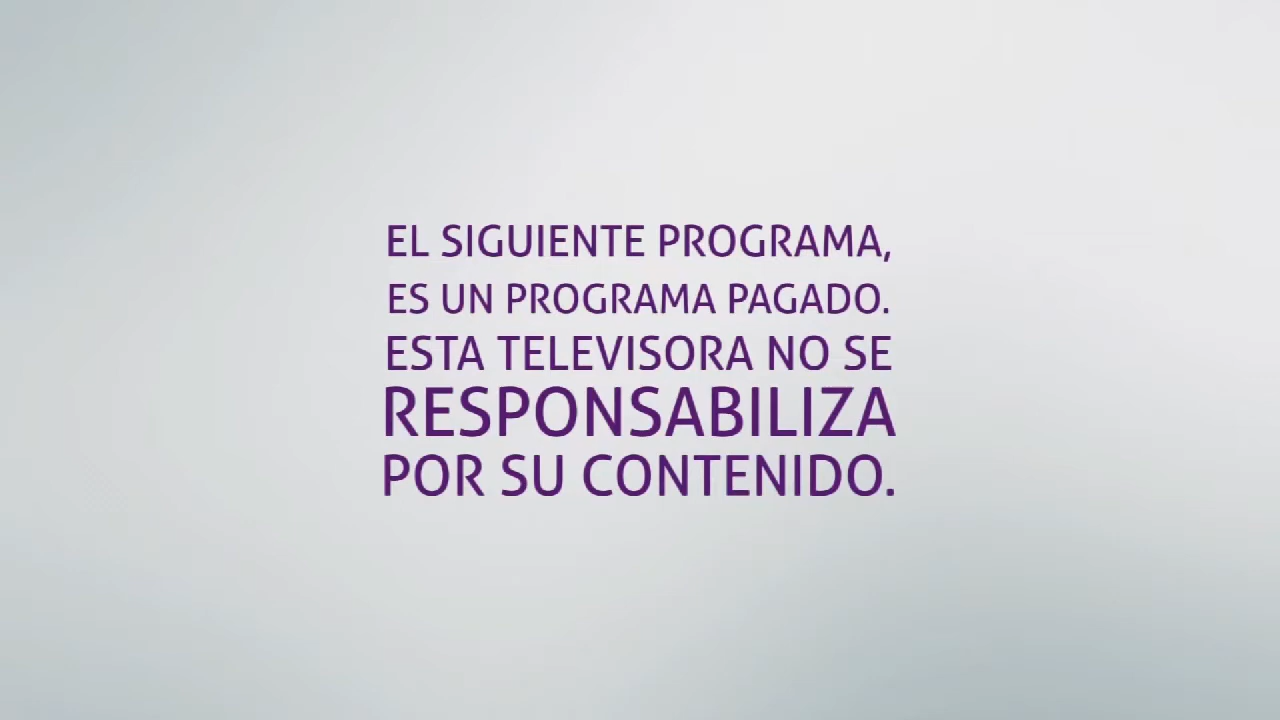 EL SIGUIENTE PROGRAMA,
ES UN PROGRAMA PAGADO.
ESTA TELEVISORA NO SE
RESPONSABILIZA
POR SU CONTENIDO.